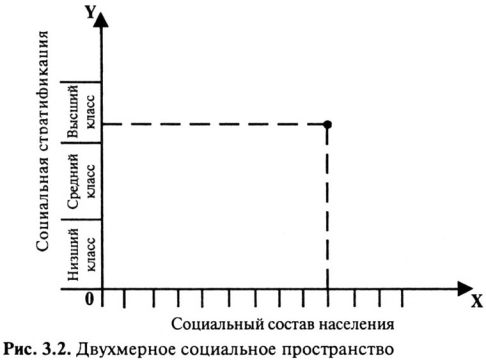 Y
Социальная стратификация
Высший
класс
Средний
класс
Низший
класс
0
X
Социальный состав населения
Рис. 3.2. Двухмерное социальное пространство